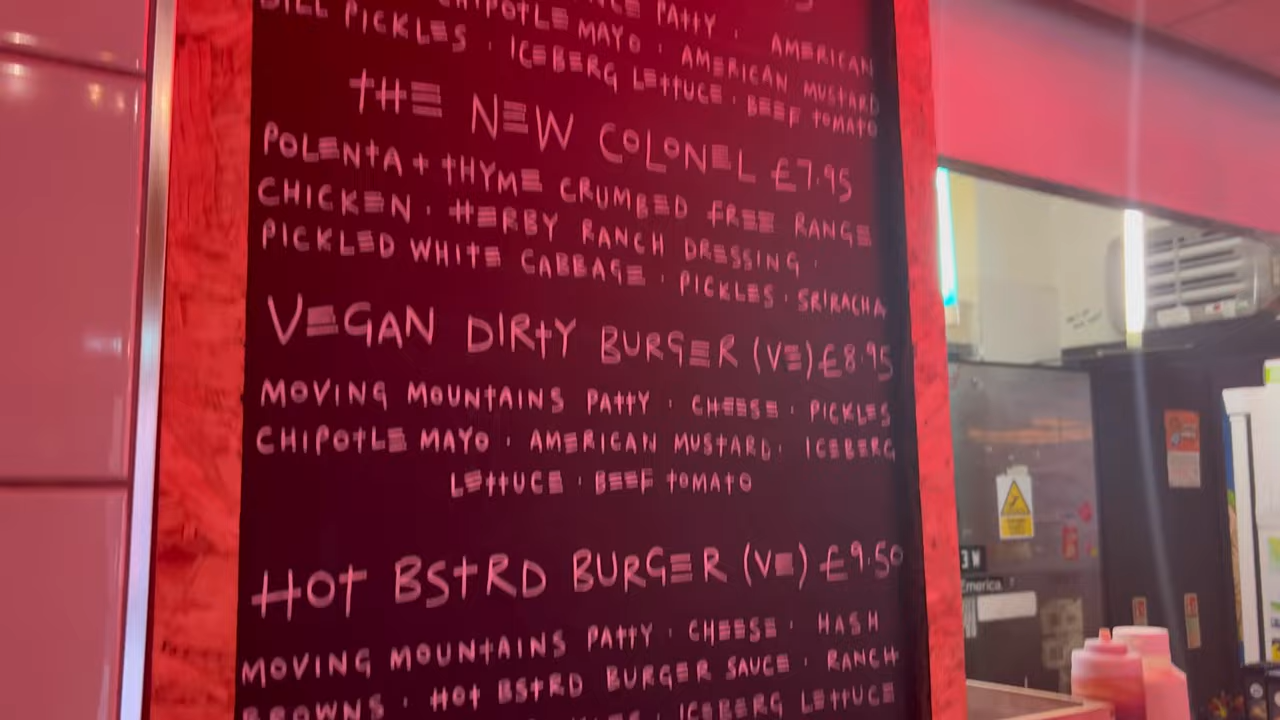 PATTY · AMERICAN
CHIPOTLE MAYO · AMERICAN MUSTARD
DILL PICKLES · ICEBERG LETTUCE · BEEF TOMATO
THE NEW COLONEL £7.95
POLENTA + THYME CRUMBED FREE RANGE
CHICKEN · HERBY RANCH DRESSING ·
PICKLED WHITE CABBAGE · PICKLES · SRIRACHA
VEGAN DIRTY BURGER (VE) £8.95
MOVING MOUNTAINS PATTY · CHEESE · PICKLES
CHIPOTLE MAYO · AMERICAN MUSTARD · ICEBERG
LETTUCE · BEEF TOMATO
HOT BSTRD BURGER (VE) £9.50
MOVING MOUNTAINS PATTY · CHEESE · HASH
BROWNS · HOT BSTRD BURGER SAUCE · RANCH
ICEBERG LETTUCE